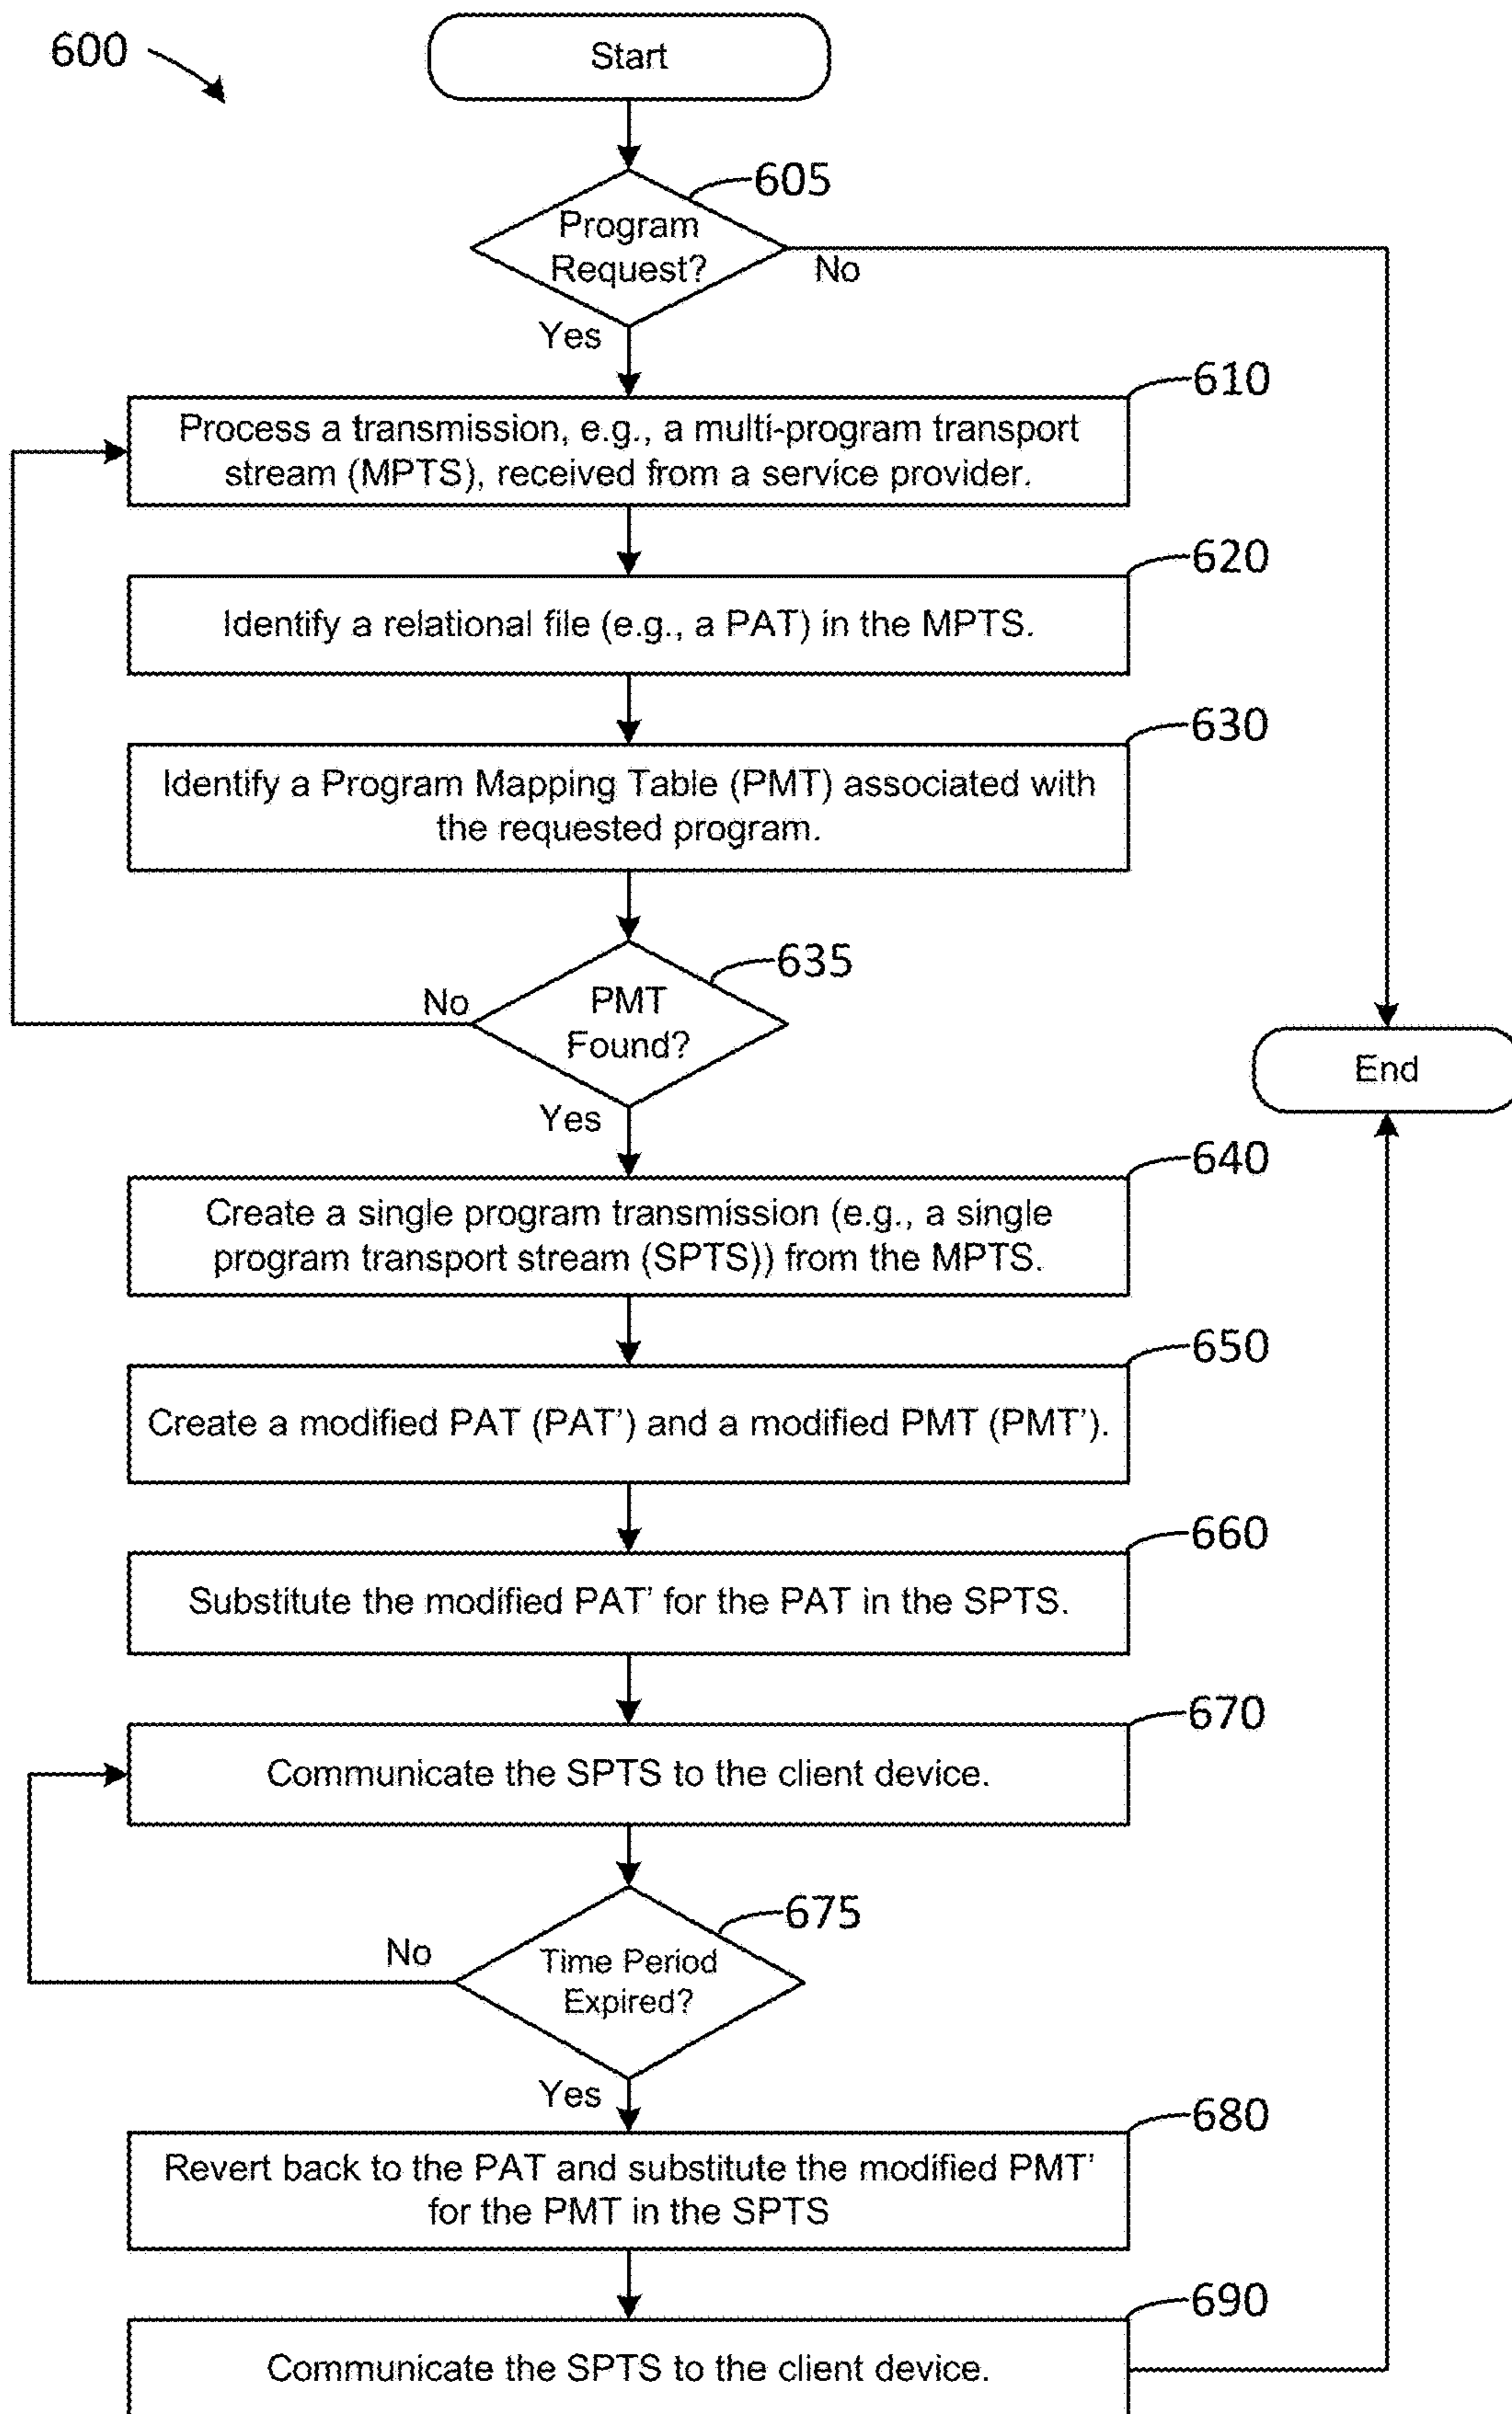 600
Start
605
Program
Request?
No
Yes
610
Process a transmission, e.g., a multi-program transport
stream (MPTS), received from a service provider.
620
Identify a relational file (e.g., a PAT) in the MPTS.
630
Identify a Program Mapping Table (PMT) associated with
the requested program.
635
No
PMT
Found?
End
Yes
640
Create a single program transmission (e.g., a single
program transport stream (SPTS)) from the MPTS.
650
Create a modified PAT (PAT’) and a modified PMT (PMT’).
660
Substitute the modified PAT’ for the PAT in the SPTS.
670
Communicate the SPTS to the client device.
675
No
Time Period
Expired?
Yes
680
Revert back to the PAT and substitute the modified PMT’
for the PMT in the SPTS
690
Communicate the SPTS to the client device.